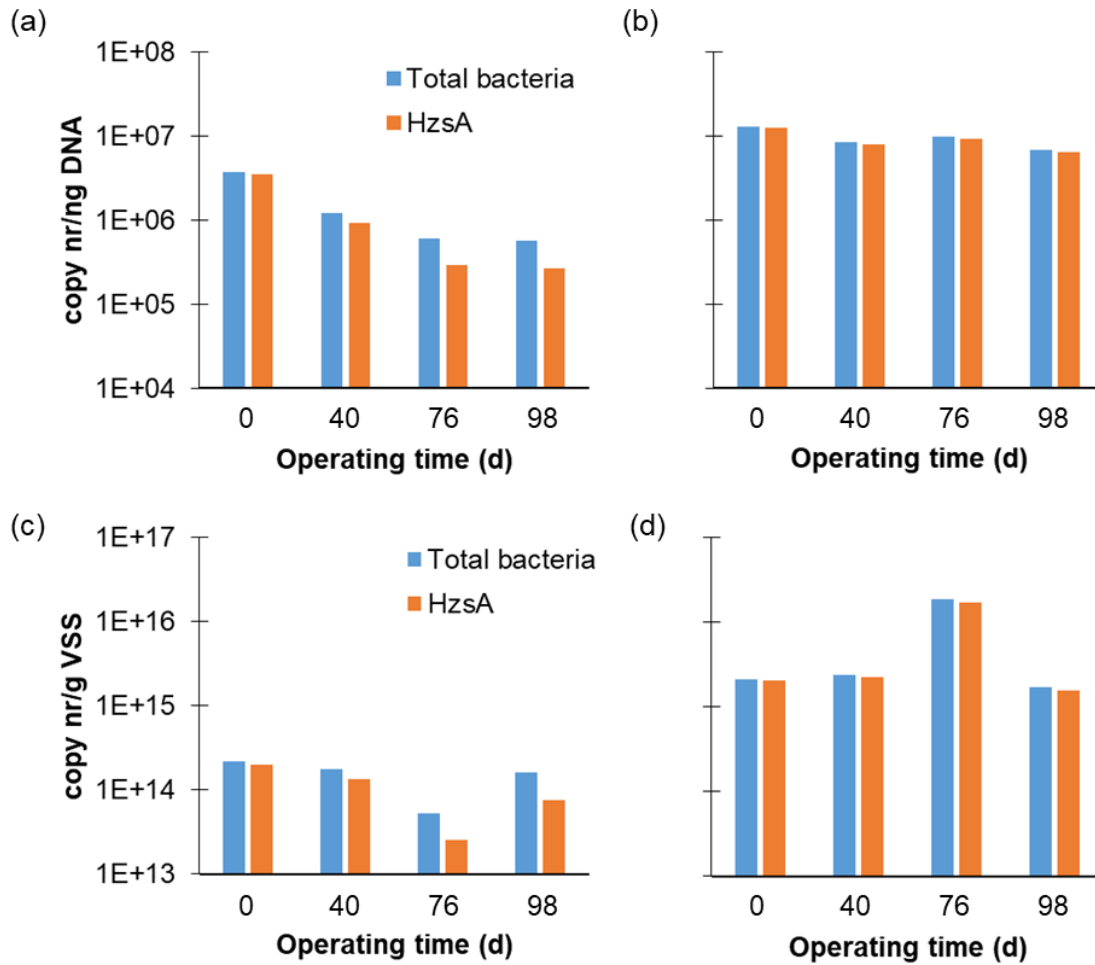 (a)
1E+08
1E+07
1E+06
1E+05
1E+04
copy nr/ng DNA
Total bacteria
HzsA
0 40 76 98
Operating time (d)
(b)
0 40 76 98
Operating time (d)
(c)
1E+17
1E+16
1E+15
1E+14
1E+13
copy nr/g VSS
Total bacteria
HzsA
0 40 76 98
Operating time (d)
(d)
0 40 76 98
Operating time (d)